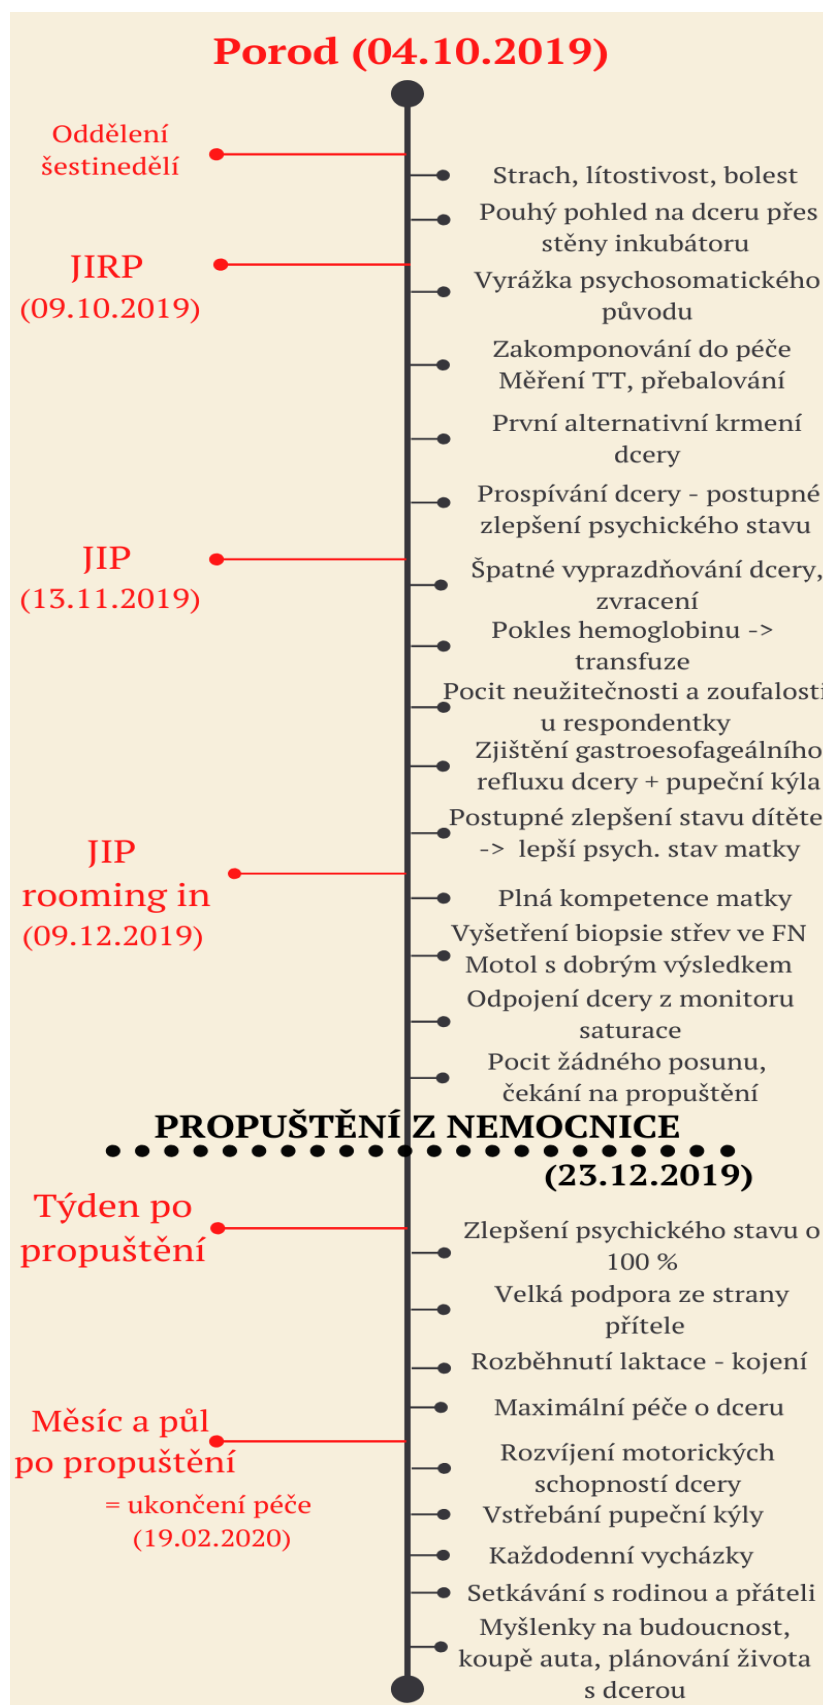 Porod (04.10.2019)
Oddělení
šestinedělí
Strach, lítostivost, bolest
Pouhý pohled na dceru přes
stěny inkubátoru
JIRP
(09.10.2019)
Vyrážka psychosomatického
původu
Zakomponování do péče
Měření TT, přebalování
První alternativní krmení
dcery
Prospívání dcery - postupné
zlepšení psychického stavu
JIP
(13.11.2019)
Špatné vyprazdňování dcery,
zvracení
Pokles hemoglobinu ->
transfuze
Pocit neužitečnosti a zoufalosti
u respondentky
Zjištění gastroesofageálního
refluxu dcery + pupeční kýla
Postupné zlepšení stavu dítěte
-> lepší psych. stav matky
JIP
rooming in
(09.12.2019)
Plná kompetence matky
Vyšetření biopsie střev ve FN
Motol s dobrým výsledkem
Odpojení dcery z monitoru
saturace
Pocit žádného posunu,
čekání na propuštění
PROPUŠTĚNÍ Z NEMOCNICE
(23.12.2019)
Týden po
propuštění
Zlepšení psychického stavu o
100 %
Velká podpora ze strany
přítele
Rozběhnutí laktace - kojení
Maximální péče o dceru
Měsíc a půl
po propuštění
= ukončení péče
(19.02.2020)
Rozvíjení motorických
schopností dcery
Vstřebání pupeční kýly
Každodenní vycházky
Setkávání s rodinou a přáteli
Myšlenky na budoucnost,
koupě auta, plánování života
s dcerou